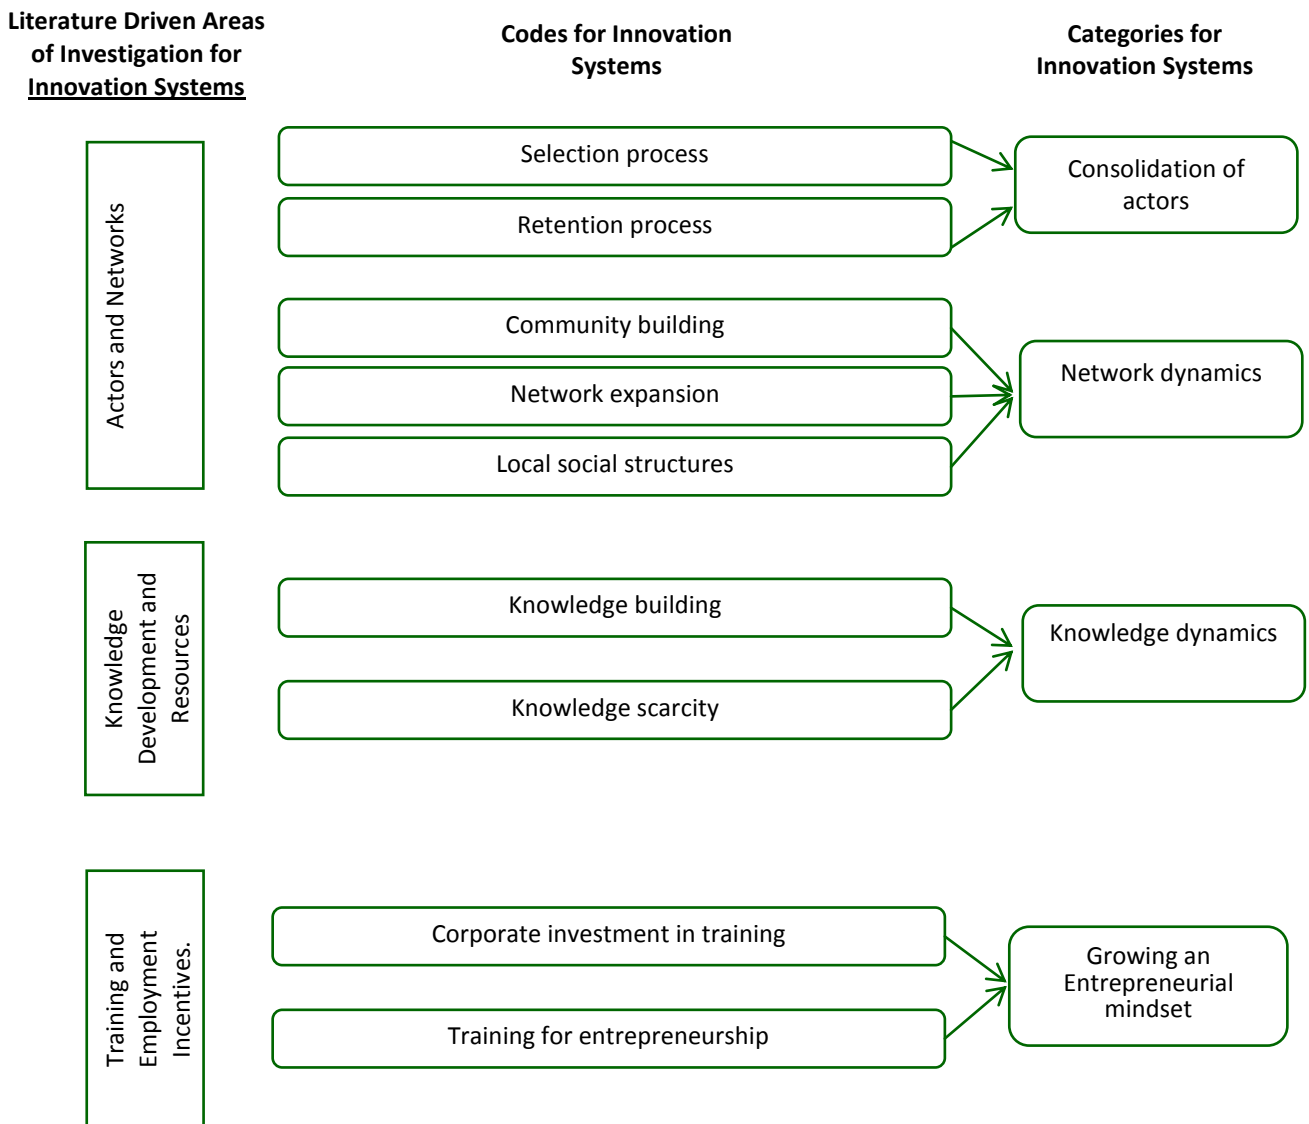 Literature Driven Areas
of Investigation for
Innovation Systems
Codes for Innovation
Systems
Categories for
Innovation Systems
Actors and Networks
Selection process
Retention process
Consolidation of
actors
Community building
Network expansion
Local social structures
Network dynamics
Knowledge
Development and
Resources
Knowledge building
Knowledge scarcity
Knowledge dynamics
Training and
Employment
Incentives.
Corporate investment in training
Training for entrepreneurship
Growing an
Entrepreneurial
mindset